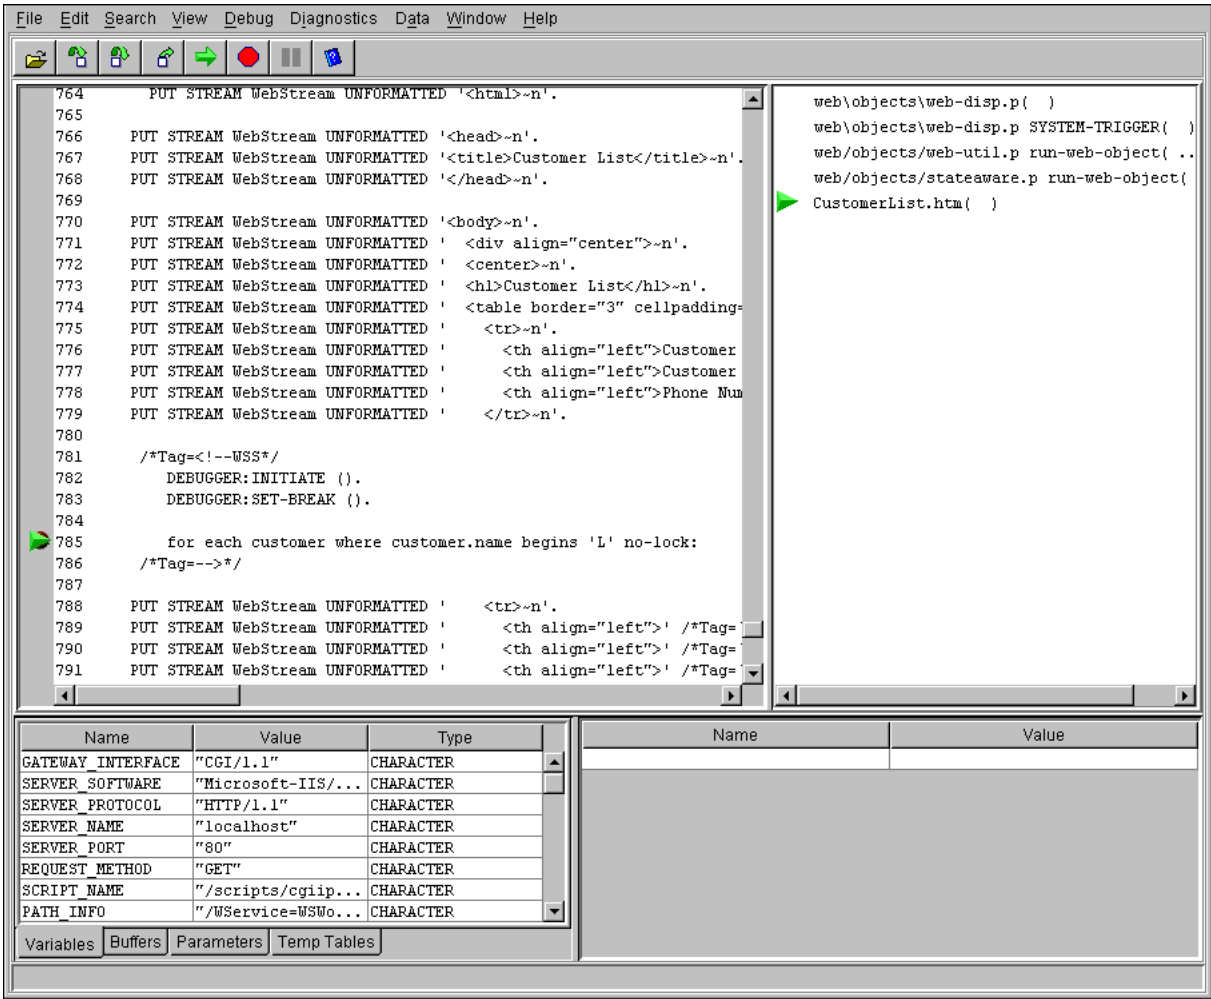 File Edit Search View Debug Diagnostics Data Window Help
764 PUT STREAM WebStream UNFORMATTED '<html>~n'.
765
766 PUT STREAM WebStream UNFORMATTED '<head>~n'.
767 PUT STREAM WebStream UNFORMATTED '<title>Customer List</title>~n'.
768 PUT STREAM WebStream UNFORMATTED '</head>~n'.
769
770 PUT STREAM WebStream UNFORMATTED '<body>~n'.
771 PUT STREAM WebStream UNFORMATTED '  <div align="center">~n'.
772 PUT STREAM WebStream UNFORMATTED '  <center>~n'.
773 PUT STREAM WebStream UNFORMATTED '  <h1>Customer List</h1>~n'.
774 PUT STREAM WebStream UNFORMATTED '  <table border="3" cellpadding=
775 PUT STREAM WebStream UNFORMATTED '    <tr>~n'.
776 PUT STREAM WebStream UNFORMATTED '      <th align="left">Customer
777 PUT STREAM WebStream UNFORMATTED '      <th align="left">Customer
778 PUT STREAM WebStream UNFORMATTED '      <th align="left">Phone Num
779 PUT STREAM WebStream UNFORMATTED '    </tr>~n'.
780
781 /*Tag=<!--WSS*/
782 DEBUGGER:INITIATE ().
783 DEBUGGER:SET-BREAK ().
784
785 for each customer where customer.name begins 'L' no-lock:
786 /*Tag=-->*/
787
788 PUT STREAM WebStream UNFORMATTED '    <tr>~n'.
789 PUT STREAM WebStream UNFORMATTED '      <th align="left">' /*Tag=`
790 PUT STREAM WebStream UNFORMATTED '      <th align="left">' /*Tag=`
791 PUT STREAM WebStream UNFORMATTED '      <th align="left">' /*Tag=`
web\objects\web-disp.p(  )
web\objects\web-disp.p SYSTEM-TRIGGER(  )
web/objects/web-util.p run-web-object( ..
web/objects/stateaware.p run-web-object(
CustomerList.htm(  )
Name Value Type
GATEWAY_INTERFACE "CGI/1.1" CHARACTER
SERVER_SOFTWARE "Microsoft-IIS/... CHARACTER
SERVER_PROTOCOL "HTTP/1.1" CHARACTER
SERVER_NAME "localhost" CHARACTER
SERVER_PORT "80" CHARACTER
REQUEST_METHOD "GET" CHARACTER
SCRIPT_NAME "/scripts/cgiip... CHARACTER
PATH_INFO "/WService=WSWo... CHARACTER
Variables Buffers Parameters Temp Tables
Name Value